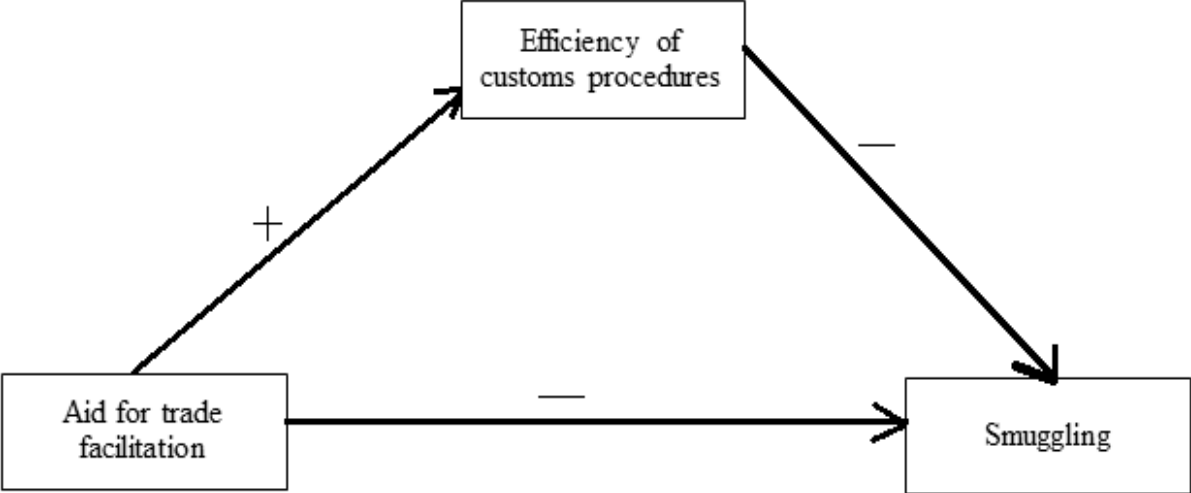 Efficiency of
customs procedures
—
+
—
Aid for trade
facilitation
Smuggling